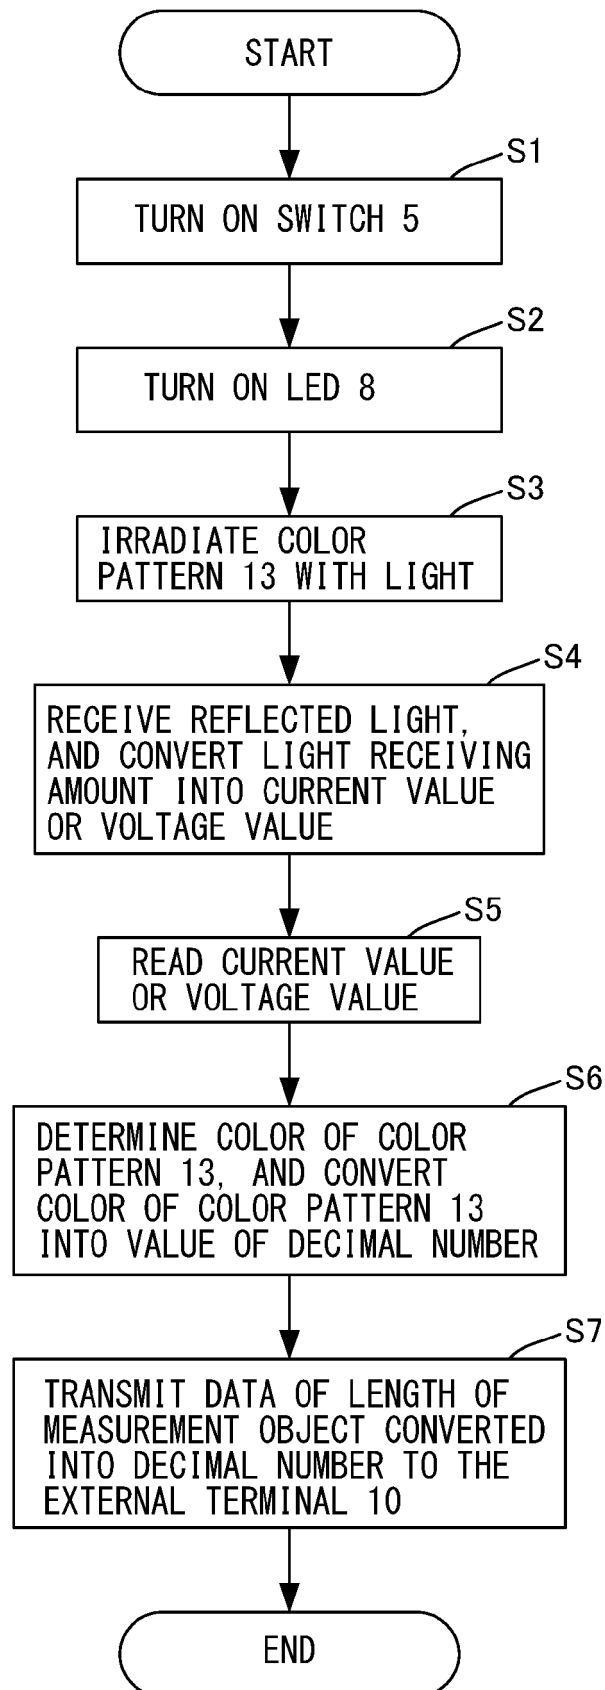 START
S1
TURN ON SWITCH 5
S2
TURN ON LED 8
S3
IRRADIATE COLOR
PATTERN 13 WITH LIGHT
S4
RECEIVE REFLECTED LIGHT,
AND CONVERT LIGHT RECEIVING
AMOUNT INTO CURRENT VALUE
OR VOLTAGE VALUE
S5
READ CURRENT VALUE
OR VOLTAGE VALUE
S6
DETERMINE COLOR OF COLOR
PATTERN 13, AND CONVERT
COLOR OF COLOR PATTERN 13
INTO VALUE OF DECIMAL NUMBER
S7
TRANSMIT DATA OF LENGTH OF
MEASUREMENT OBJECT CONVERTED
INTO DECIMAL NUMBER TO THE
EXTERNAL TERMINAL 10
END